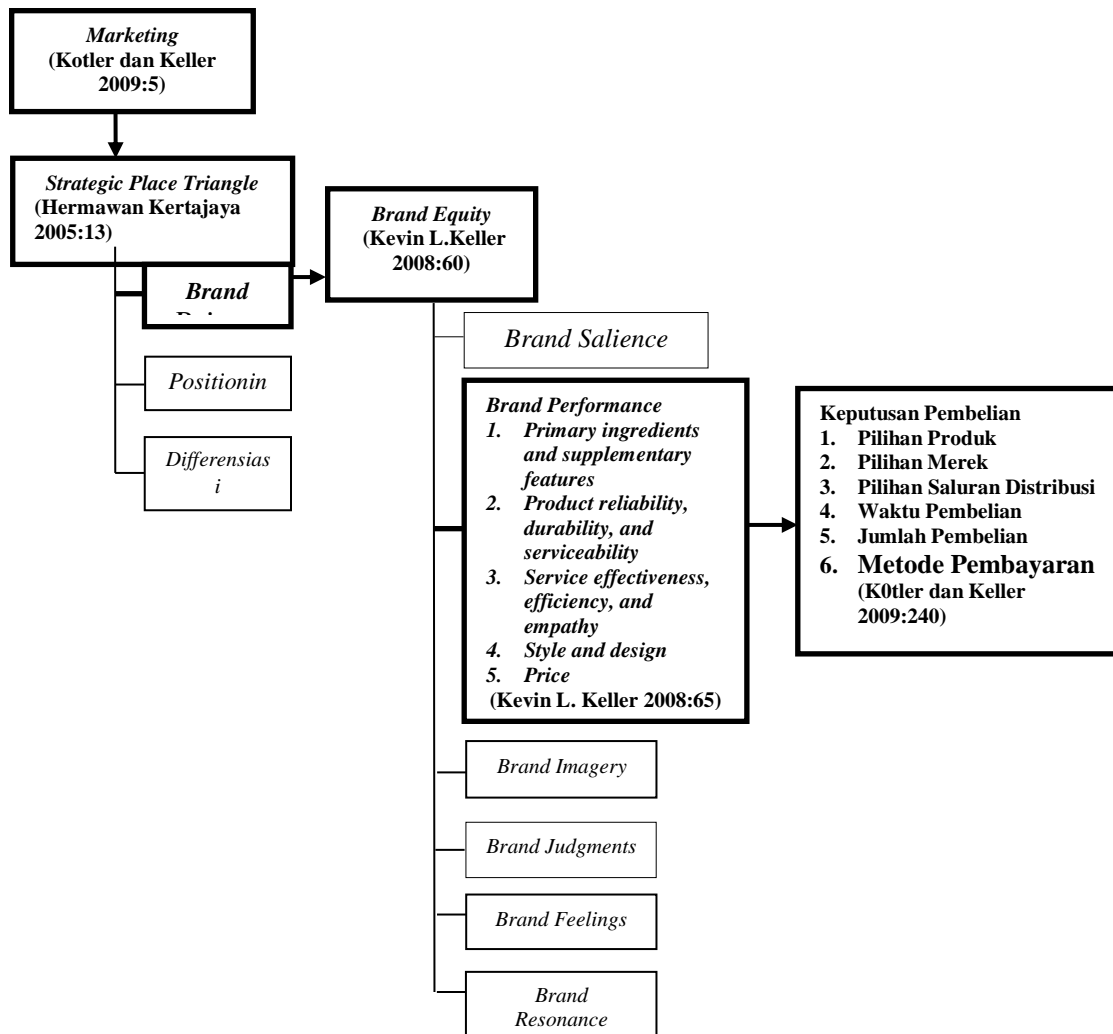 Marketing
(Kotler dan Keller
2009:5)
Strategic Place Triangle
(Hermawan Kertajaya
2005:13)
Brand
Positionin
Differensias
i
Brand Equity
(Kevin L.Keller
2008:60)
Brand Salience
Brand Performance
1. Primary ingredients
and supplementary
features
2. Product reliability,
durability, and
serviceability
3. Service effectiveness,
efficiency, and
empathy
4. Style and design
5. Price
(Kevin L. Keller 2008:65)
Brand Imagery
Brand Judgments
Brand Feelings
Brand
Resonance
Keputusan Pembelian
1. Pilihan Produk
2. Pilihan Merek
3. Pilihan Saluran Distribusi
4. Waktu Pembelian
5. Jumlah Pembelian
6. Metode Pembayaran
(K0tler dan Keller
2009:240)